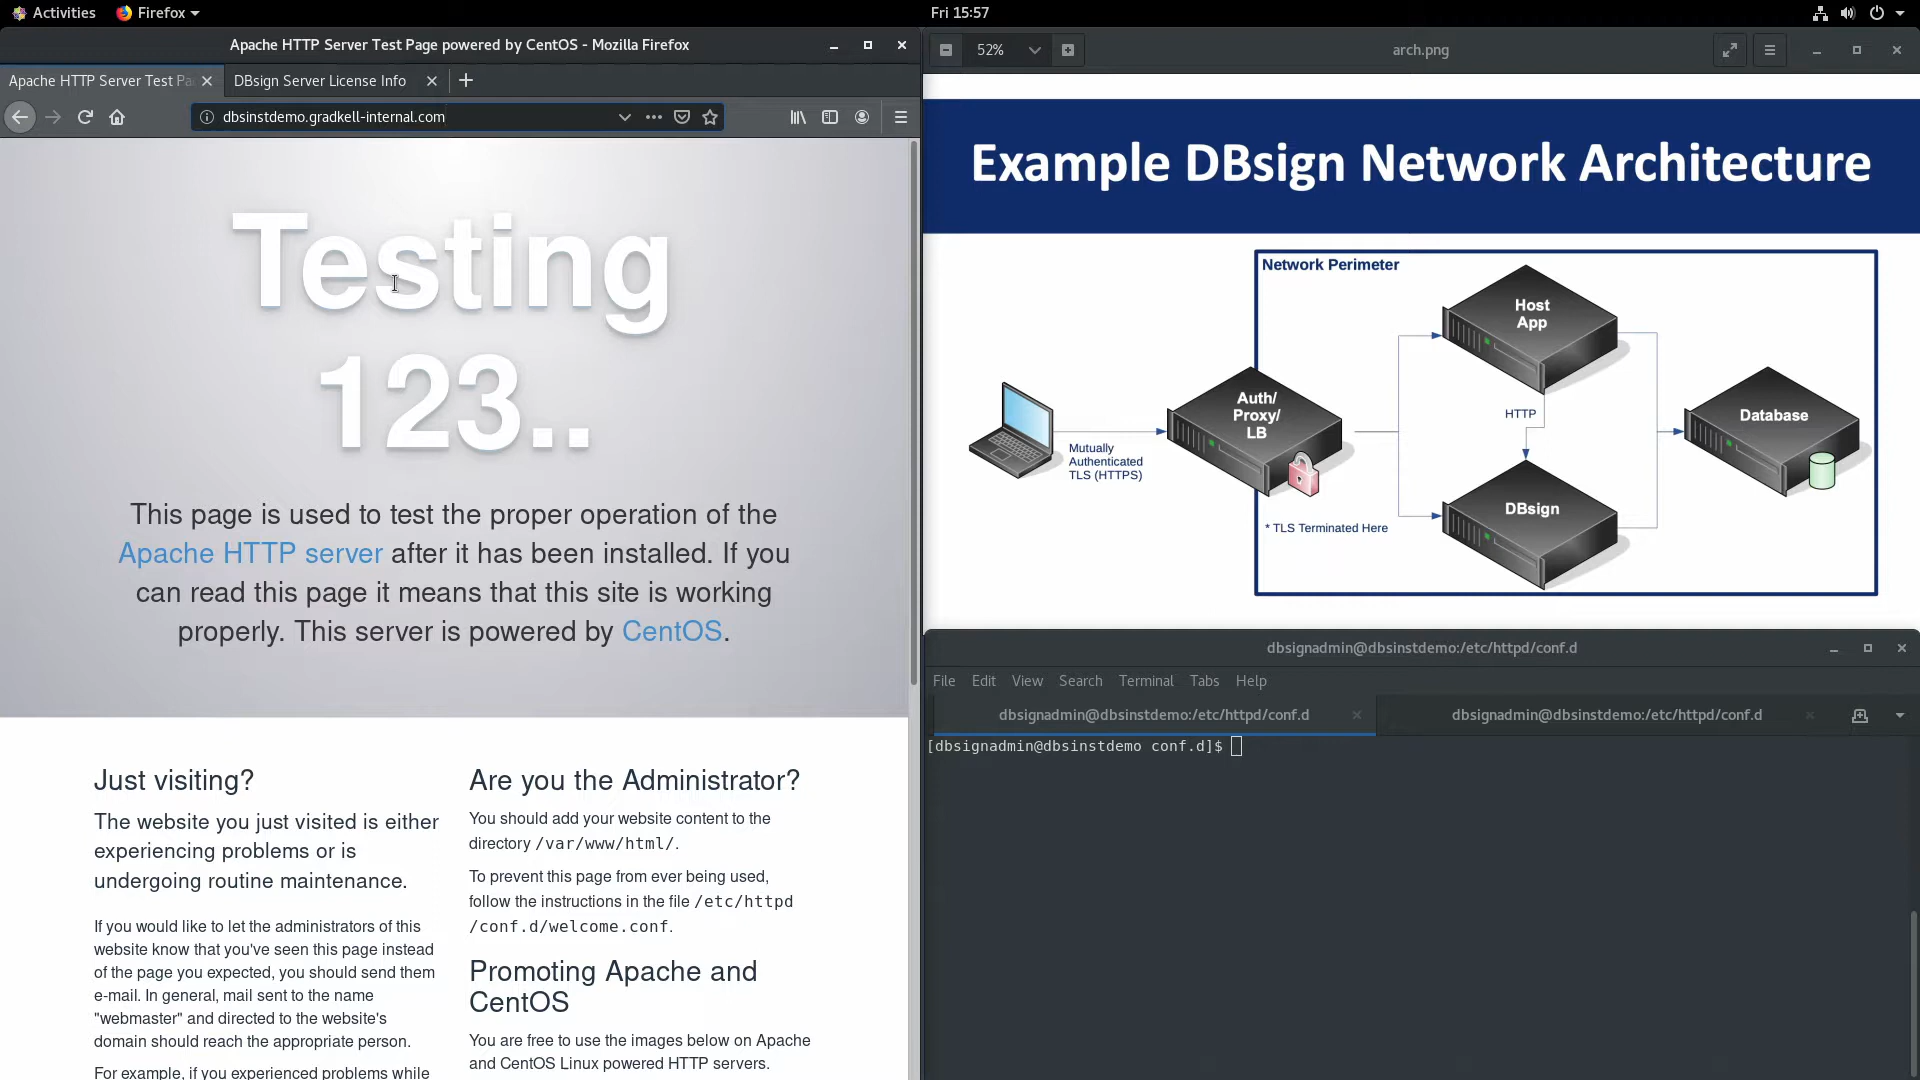 Activities
Firefox
Fri 15:57
Apache HTTP Server Test Page powered by CentOS - Mozilla Firefox
Apache HTTP Server Test Pa
DBsign Server License Info
dbsinstdemo.gradkell-internal.com
Testing
123..
This page is used to test the proper operation of the
Apache HTTP server after it has been installed. If you
can read this page it means that this site is working
properly. This server is powered by CentOS.
Just visiting?
The website you just visited is either
experiencing problems or is
undergoing routine maintenance.
If you would like to let the administrators of this
website know that you've seen this page instead
of the page you expected, you should send them
e-mail. In general, mail sent to the name
"webmaster" and directed to the website's
domain should reach the appropriate person.
For example, if you experienced problems while
Are you the Administrator?
You should add your website content to the
directory /var/www/html/.
To prevent this page from ever being used,
follow the instructions in the file /etc/httpd
/conf.d/welcome.conf.
Promoting Apache and
CentOS
You are free to use the images below on Apache
and CentOS Linux powered HTTP servers.
52%
arch.png
Example DBsign Network Architecture
Network Perimeter
Host
App
Auth/
Proxy/
LB
HTTP
Database
Mutually
Authenticated
TLS (HTTPS)
DBsign
* TLS Terminated Here
dbsignadmin@dbsinstdemo:/etc/httpd/conf.d
File Edit View Search Terminal Tabs Help
dbsignadmin@dbsinstdemo:/etc/httpd/conf.d
dbsignadmin@dbsinstdemo:/etc/httpd/conf.d
[dbsignadmin@dbsinstdemo conf.d]$